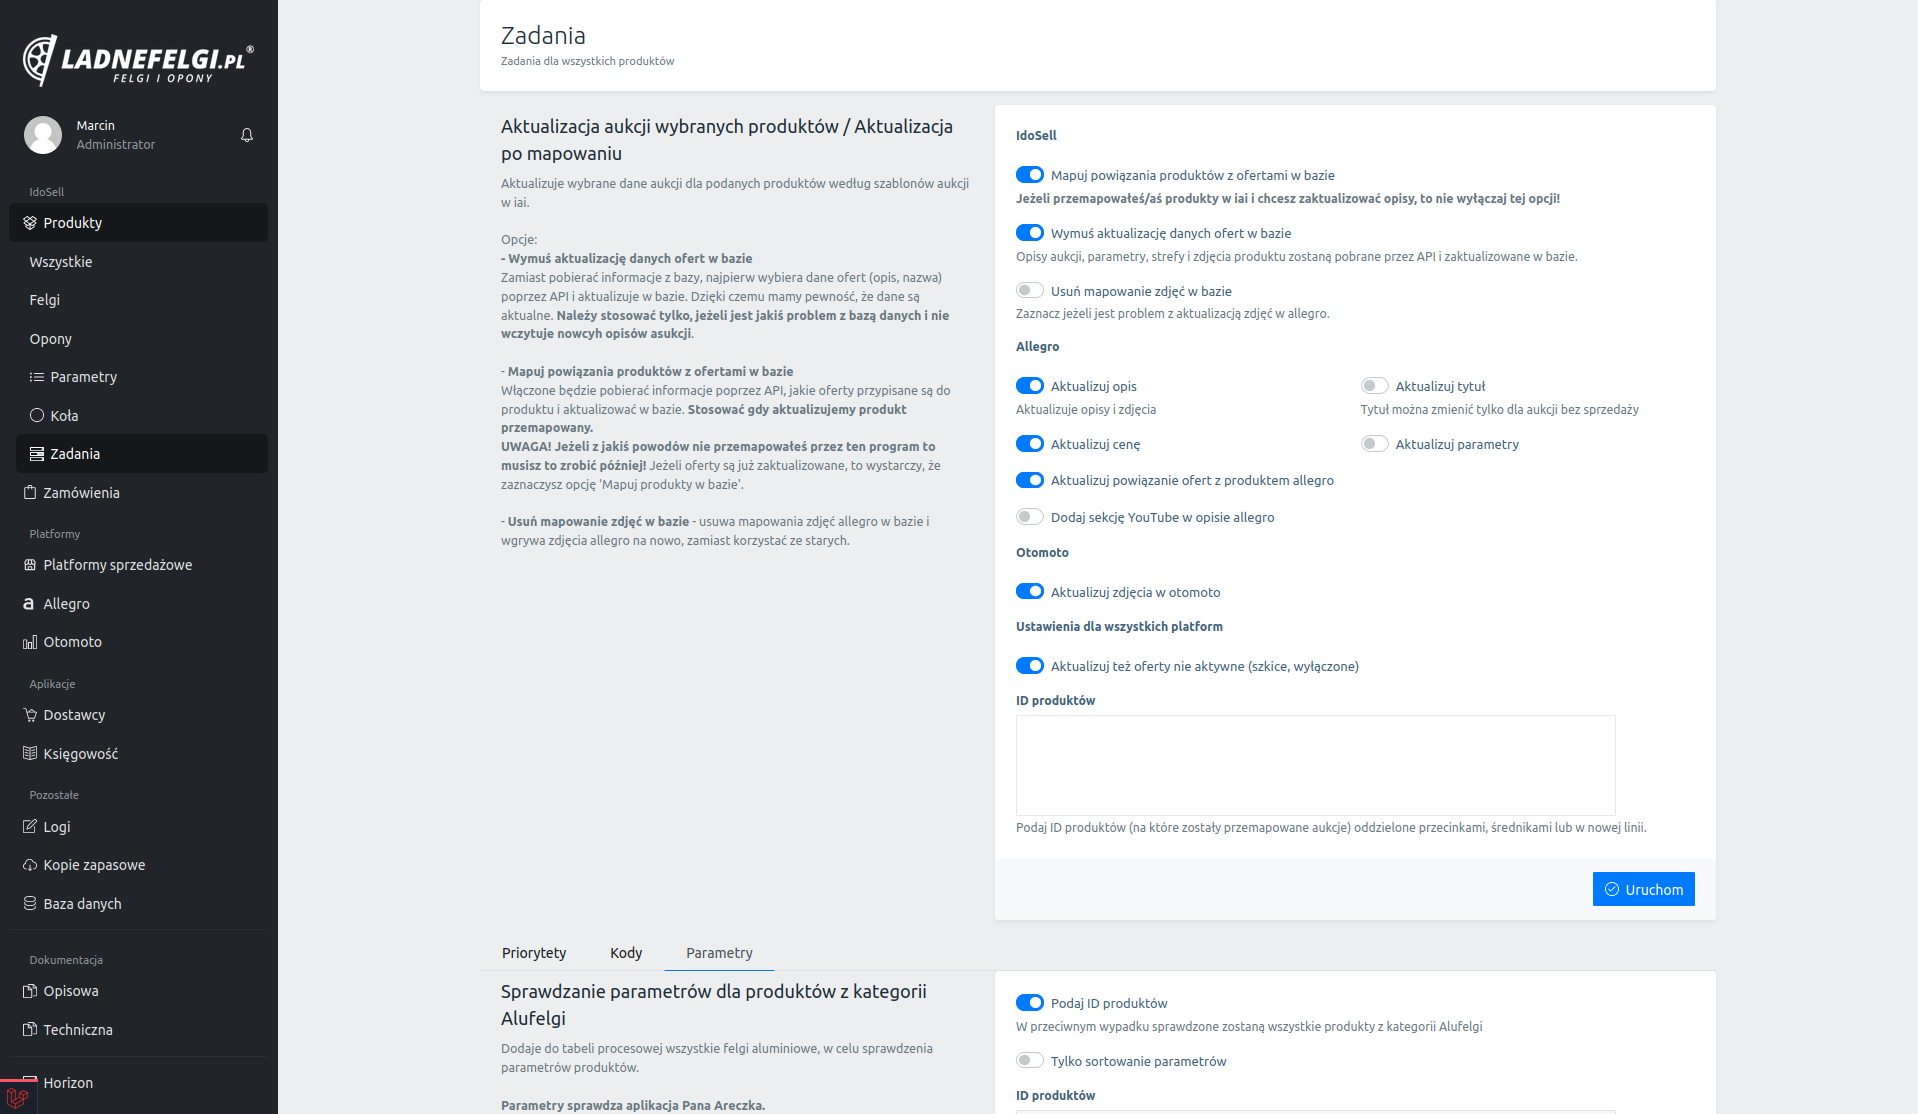 LADNEFELGI.PL®
FELGI I OPONY
Marcin
Administrator
IdoSell
Produkty
Wszystkie
Felgi
Opony
Parametry
Koła
Zadania
Zamówienia
Platformy
Platformy sprzedażowe
Allegro
Otomoto
Aplikacje
Dostawcy
Księgowość
Pozostałe
Logi
Kopie zapasowe
Baza danych
Dokumentacja
Opisowa
Techniczna
Horizon
Zadania
Zadania dla wszystkich produktów
Aktualizacja aukcji wybranych produktów / Aktualizacja
po mapowaniu
Aktualizuje wybrane dane aukcji dla podanych produktów według szablonów aukcji
w iai.
Opcje:
- Wymuś aktualizację danych ofert w bazie
Zamiast pobierać informacje z bazy, najpierw wybiera dane ofert (opis, nazwa)
poprzez API i aktualizuje w bazie. Dzięki czemu mamy pewność, że dane są
aktualne. Należy stosować tylko, jeżeli jest jakiś problem z bazą danych i nie
wczytuje nowcyh opisów asukcji.
- Mapuj powiązania produktów z ofertami w bazie
Włączone będzie pobierać informacje poprzez API, jakie oferty przypisane są do
produktu i aktualizować w bazie. Stosować gdy aktualizujemy produkt
przemapowany.
UWAGA! Jeżeli z jakiś powodów nie przemapowałeś przez ten program to
musisz to zrobić później! Jeżeli oferty są już zaktualizowane, to wystarczy, że
zaznaczysz opcję 'Mapuj produkty w bazie'.
- Usuń mapowanie zdjęć w bazie - usuwa mapowania zdjęć allegro w bazie i
wgrywa zdjęcia allegro na nowo, zamiast korzystać ze starych.
IdoSell
Mapuj powiązania produktów z ofertami w bazie
Jeżeli przemapowałeś/aś produkty w iai i chcesz zaktualizować opisy, to nie wyłączaj tej opcji!
Wymuś aktualizację danych ofert w bazie
Opisy aukcji, parametry, strefy i zdjęcia produktu zostaną pobrane przez API i zaktualizowane w bazie.
Usuń mapowanie zdjęć w bazie
Zaznacz jeżeli jest problem z aktualizacją zdjęć w allegro.
Allegro
Aktualizuj opis
Aktualizuje opisy i zdjęcia
Aktualizuj tytuł
Tytuł można zmienić tylko dla aukcji bez sprzedaży
Aktualizuj cenę
Aktualizuj parametry
Aktualizuj powiązanie ofert z produktem allegro
Dodaj sekcję YouTube w opisie allegro
Otomoto
Aktualizuj zdjęcia w otomoto
Ustawienia dla wszystkich platform
Aktualizuj też oferty nie aktywne (szkice, wyłączone)
ID produktów
Podaj ID produktów (na które zostały przemapowane aukcje) oddzielone przecinkami, średnikami lub w nowej linii.
Uruchom
Priorytety
Kody
Parametry
Sprawdzanie parametrów dla produktów z kategorii
Alufelgi
Dodaje do tabeli procesowej wszystkie felgi aluminiowe, w celu sprawdzenia
parametrów produktów.
Parametry sprawdza aplikacja Pana Areczka.
Podaj ID produktów
W przeciwnym wypadku sprawdzone zostaną wszystkie produkty z kategorii Alufelgi
Tylko sortowanie parametrów
ID produktów